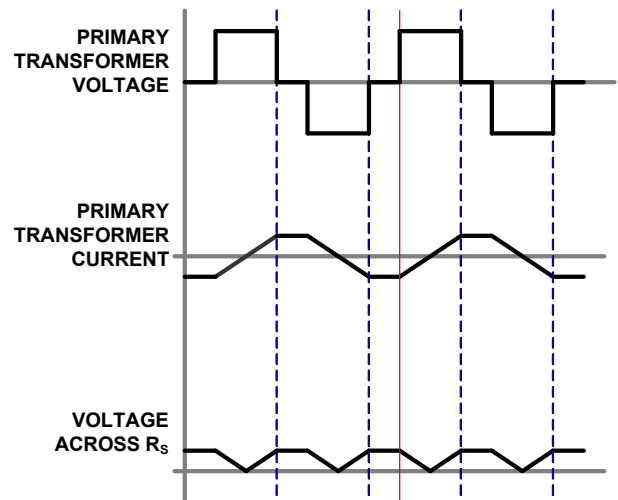 PRIMARY
TRANSFORMER
VOLTAGE
PRIMARY
TRANSFORMER
CURRENT
VOLTAGE
ACROSS RS